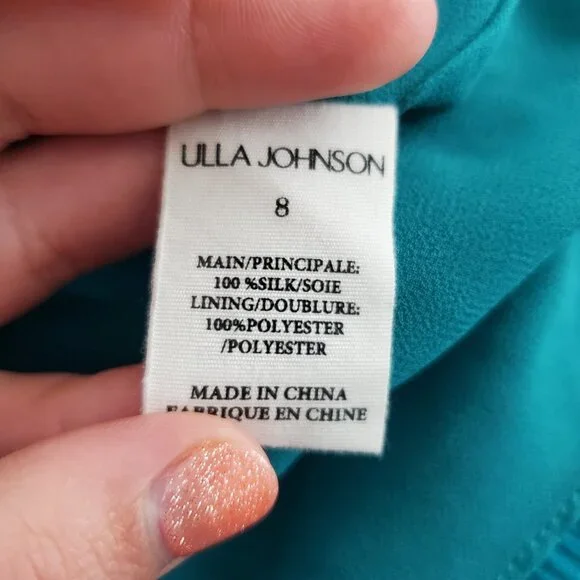 ULLA JOHNSON
8
MAIN/PRINCIPALE:
100 %SILK/SOIE
LINING/DOUBLURE:
100%POLYESTER
/POLYESTER
MADE IN CHINA
FABRIQUE EN CHINE